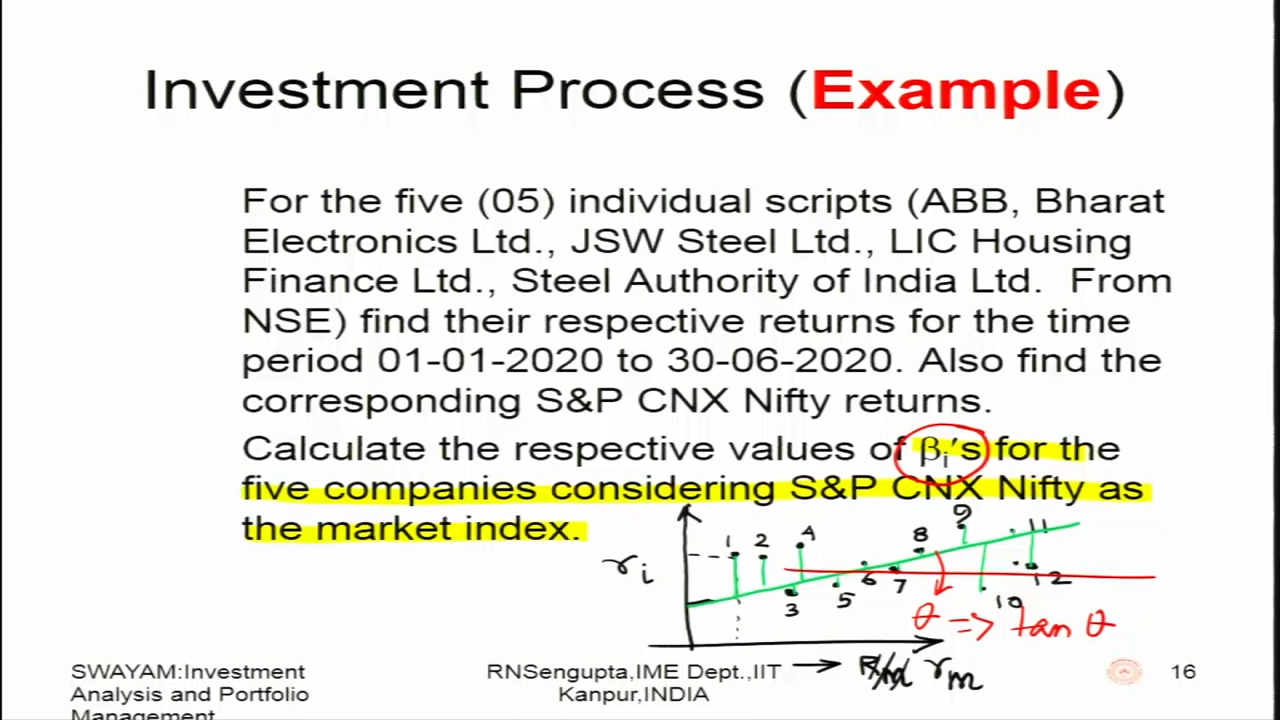 Investment Process (Example)
For the five (05) individual scripts (ABB, Bharat
Electronics Ltd., JSW Steel Ltd., LIC Housing
Finance Ltd., Steel Authority of India Ltd. From
NSE) find their respective returns for the time
period 01-01-2020 to 30-06-2020. Also find the
corresponding S&P CNX Nifty returns.
Calculate the respective values of βi's for the
five companies considering S&P CNX Nifty as
the market index.
ri
1 2 4
3 5 6 7
8 9 11
10 12
θ => tan θ
rm
SWAYAM:Investment
Analysis and Portfolio
Management
RNSengupta,IME Dept.,IIT
Kanpur,INDIA
16